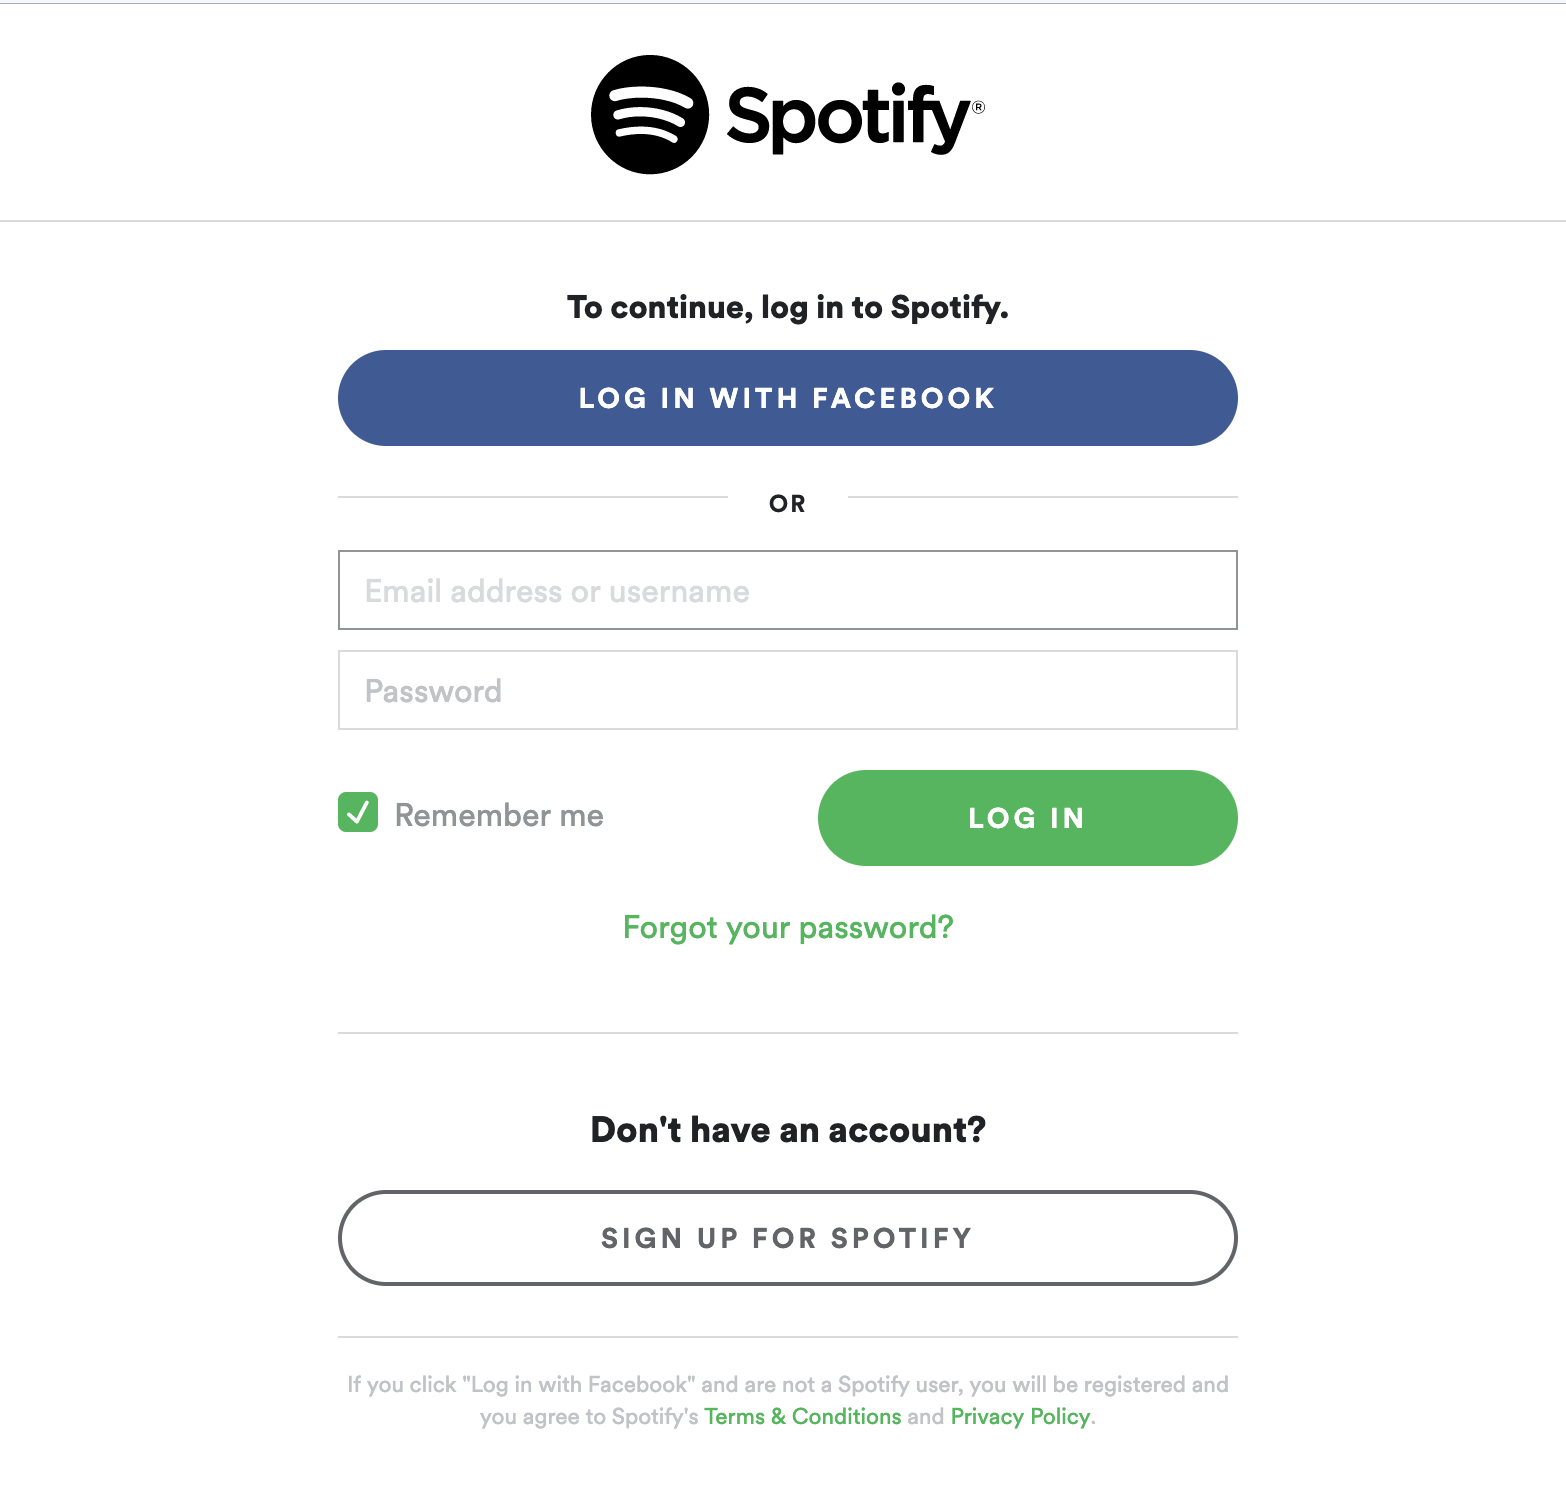 Spotify®
To continue, log in to Spotify.
LOG IN WITH FACEBOOK
OR
Email address or username
Password
Remember me
LOG IN
Forgot your password?
Don't have an account?
SIGN UP FOR SPOTIFY
If you click "Log in with Facebook" and are not a Spotify user, you will be registered and
you agree to Spotify's Terms & Conditions and Privacy Policy.